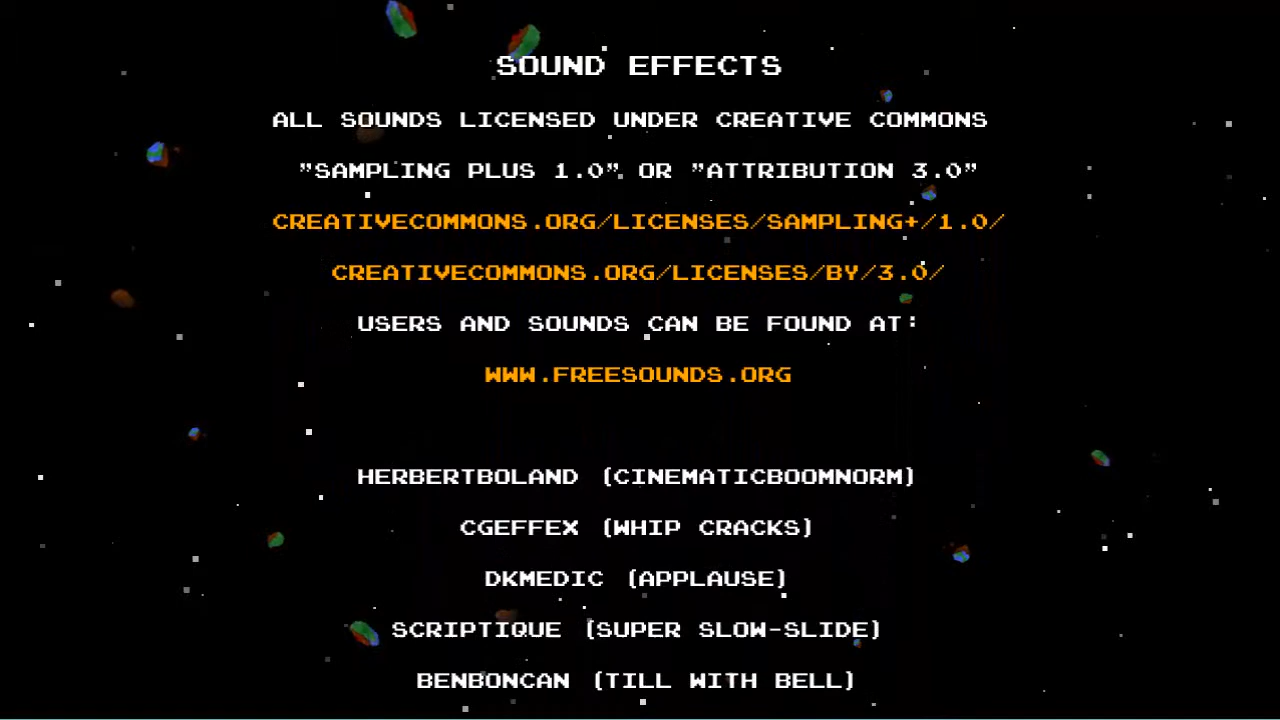 SOUND EFFECTS
ALL SOUNDS LICENSED UNDER CREATIVE COMMONS
"SAMPLING PLUS 1.0" OR "ATTRIBUTION 3.0"
CREATIVECOMMONS.ORG/LICENSES/SAMPLING+/1.0/
CREATIVECOMMONS.ORG/LICENSES/BY/3.0/
USERS AND SOUNDS CAN BE FOUND AT:
WWW.FREESOUNDS.ORG
HERBERTBOLAND (CINEMATICBOOMNORM)
CGEFFEX (WHIP CRACKS)
DKMEDIC (APPLAUSE)
SCRIPTIQUE (SUPER SLOW-SLIDE)
BENBONCAN (TILL WITH BELL)